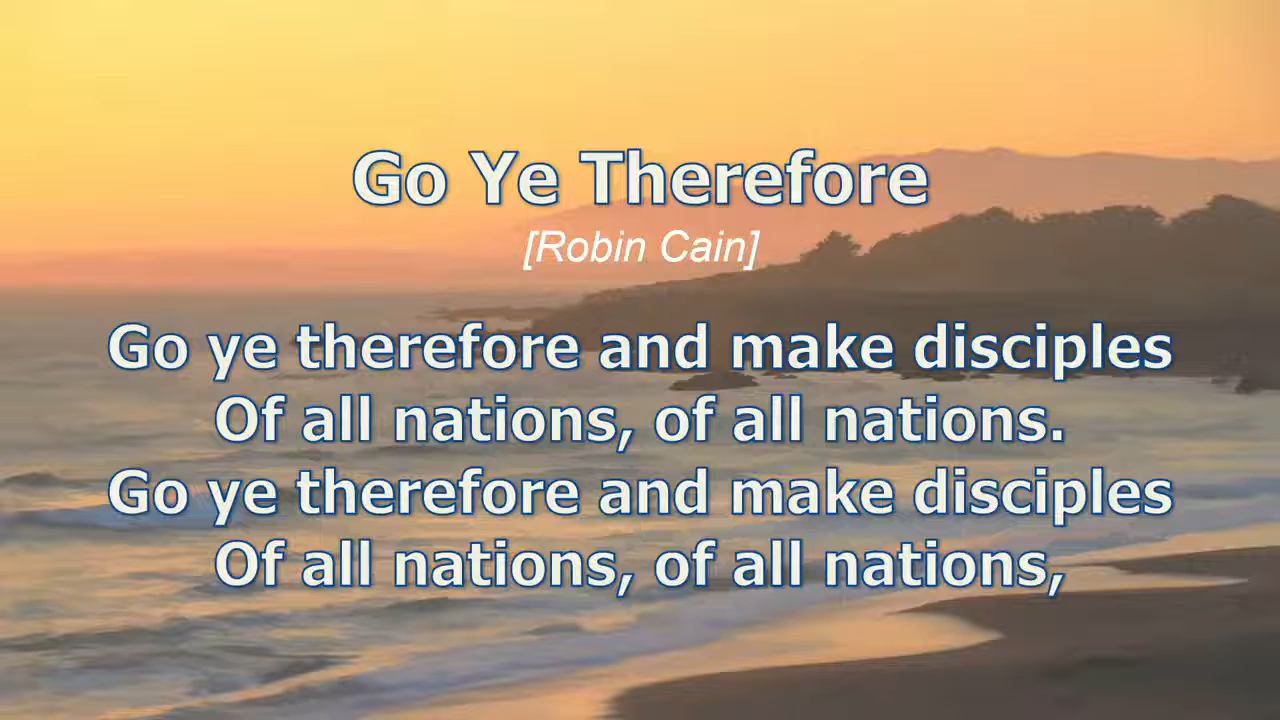 Go Ye Therefore
[Robin Cain]
Go ye therefore and make disciples
Of all nations, of all nations.
Go ye therefore and make disciples
Of all nations, of all nations,